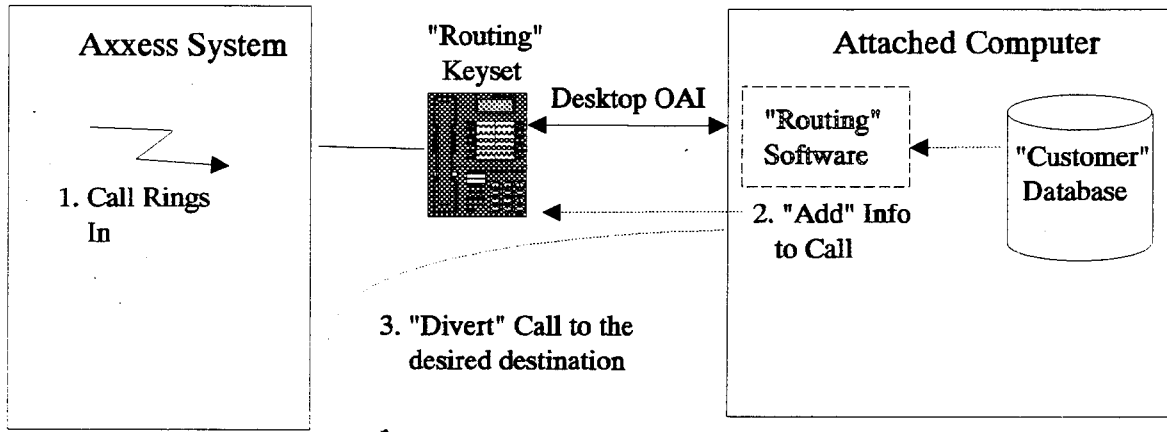 Axxess System
"Routing"
Keyset
Attached Computer
Desktop OAI
"Routing"
Software
"Customer"
Database
1. Call Rings
In
2. "Add" Info
to Call
3. "Divert" Call to the
desired destination